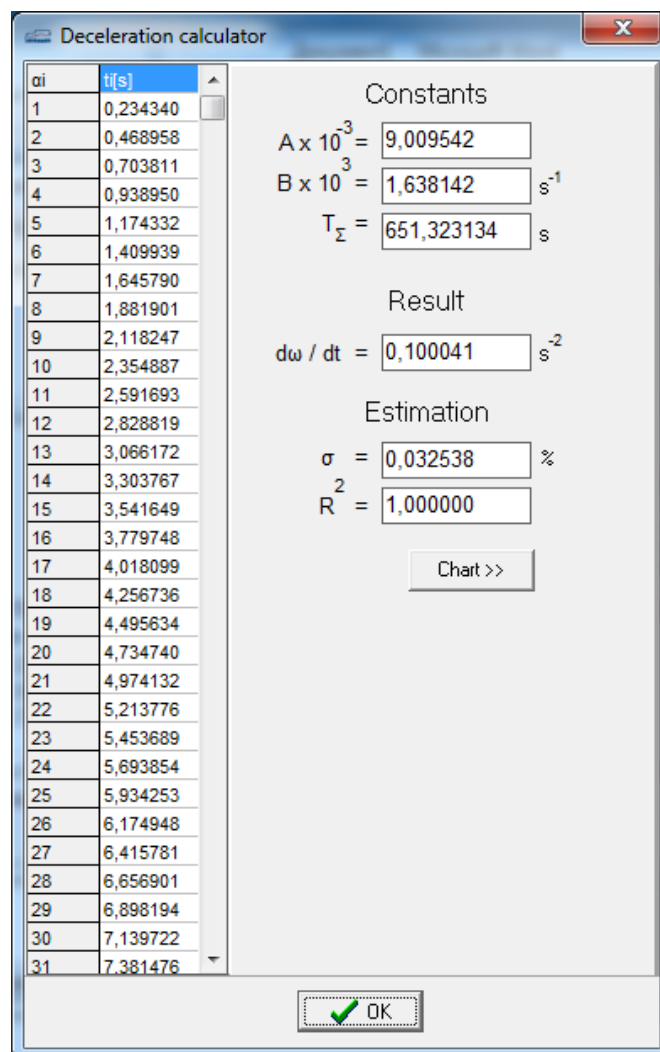 Deceleration calculator
αi ti[s]
1 0,234340
2 0,468958
3 0,703811
4 0,938950
5 1,174332
6 1,409939
7 1,645790
8 1,881901
9 2,118247
10 2,354887
11 2,591693
12 2,828819
13 3,066172
14 3,303767
15 3,541649
16 3,779748
17 4,018099
18 4,256736
19 4,495634
20 4,734740
21 4,974132
22 5,213776
23 5,453689
24 5,693854
25 5,934253
26 6,174948
27 6,415781
28 6,656901
29 6,898194
30 7,139722
31 7,381476
Constants
A x 10⁻³ = 9,009542
B x 10³ = 1,638142 s⁻¹
T_Σ = 651,323134 s
Result
dω / dt = 0,100041 s⁻²
Estimation
σ = 0,032538 %
R² = 1,000000
Chart >>
OK